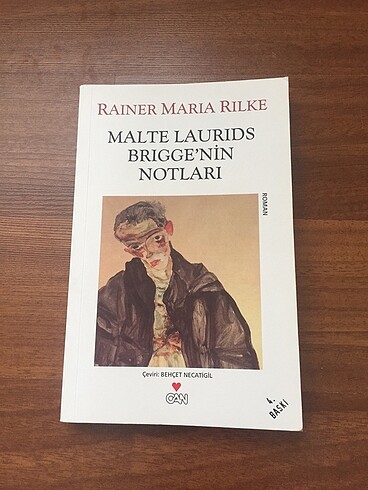 RAINER MARIA RILKE
MALTE LAURIDS
BRIGGE'NİN
NOTLARI
ROMAN
Çeviri: BEHÇET NECATİGİL
CAN
4. BASKI